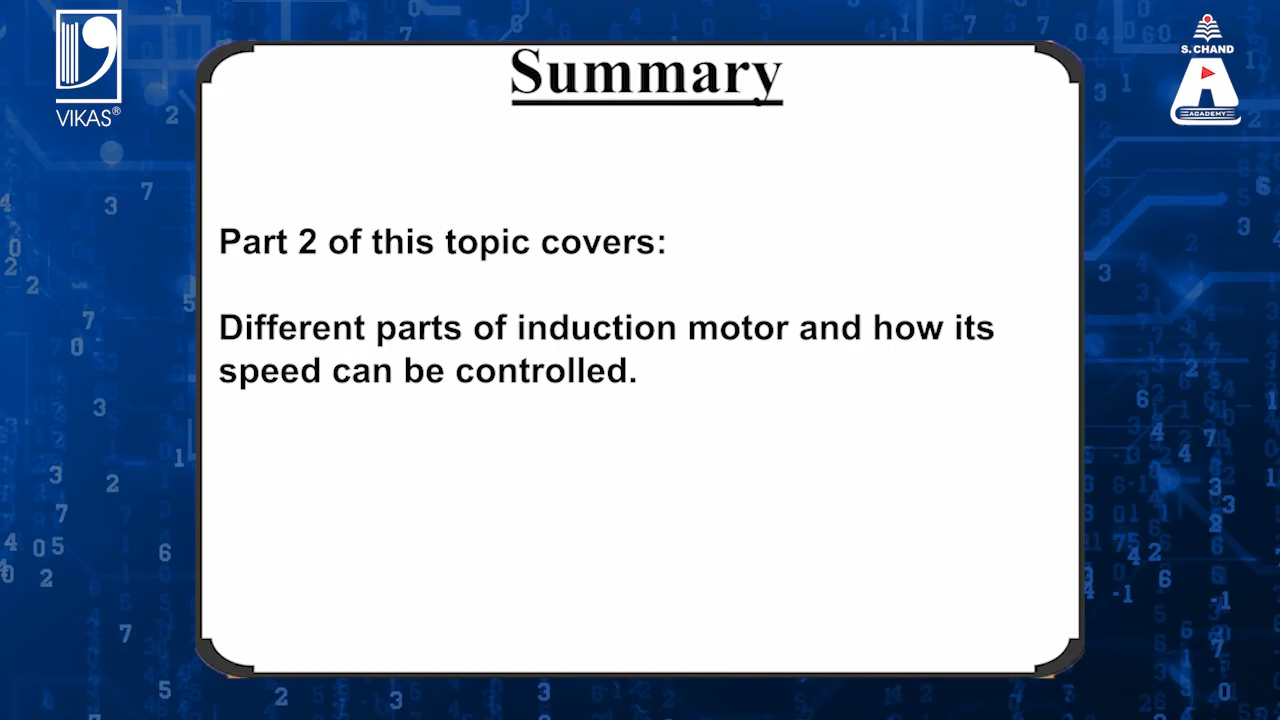 VIKAS®
S.CHAND
ACADEMY
Summary
Part 2 of this topic covers:
Different parts of induction motor and how its
speed can be controlled.